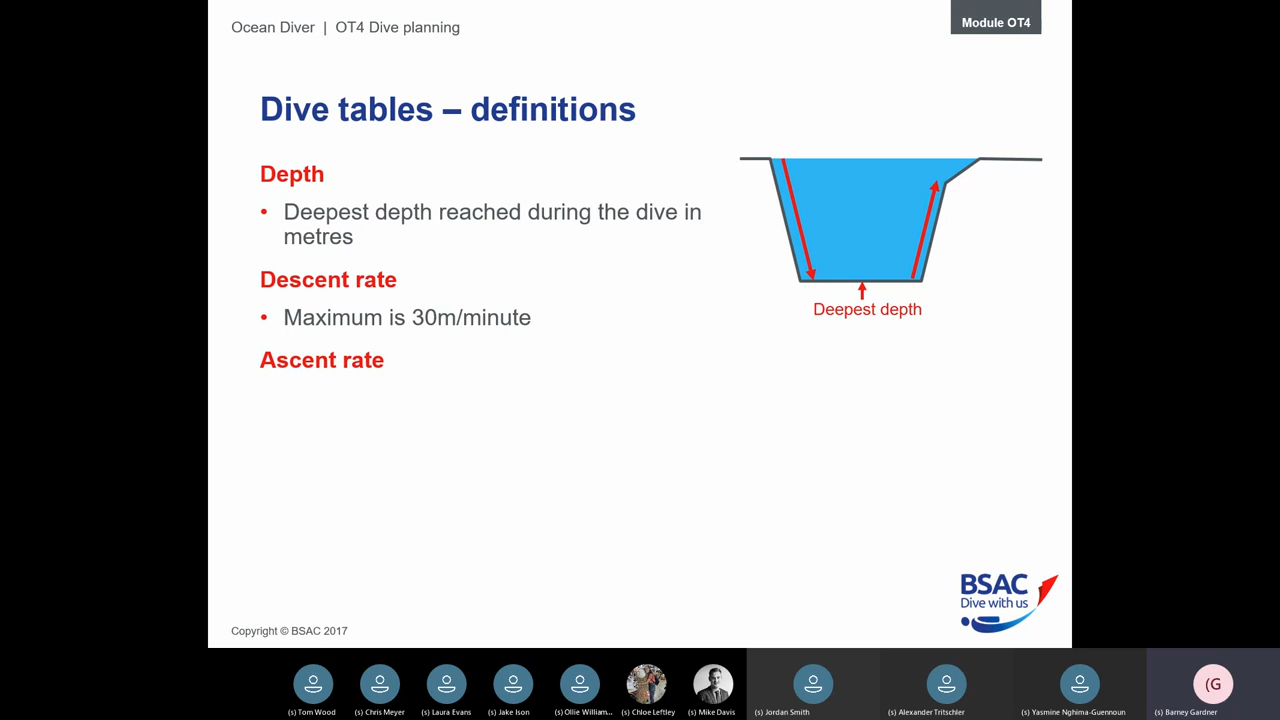 Ocean Diver | OT4 Dive planning
Module OT4
Dive tables – definitions
Depth
• Deepest depth reached during the dive in
metres
Descent rate
• Maximum is 30m/minute
Ascent rate
Deepest depth
BSAC
Dive with us
Copyright © BSAC 2017
(s) Tom Wood
(s) Chris Meyer
(s) Laura Evans
(s) Jake Ison
(s) Ollie William...
(s) Chloe Leftley
(s) Mike Davis
(s) Jordan Smith
(s) Alexander Tritschler
(s) Yasmine Nghima-Guennoun
(G
(s) Barney Gardner